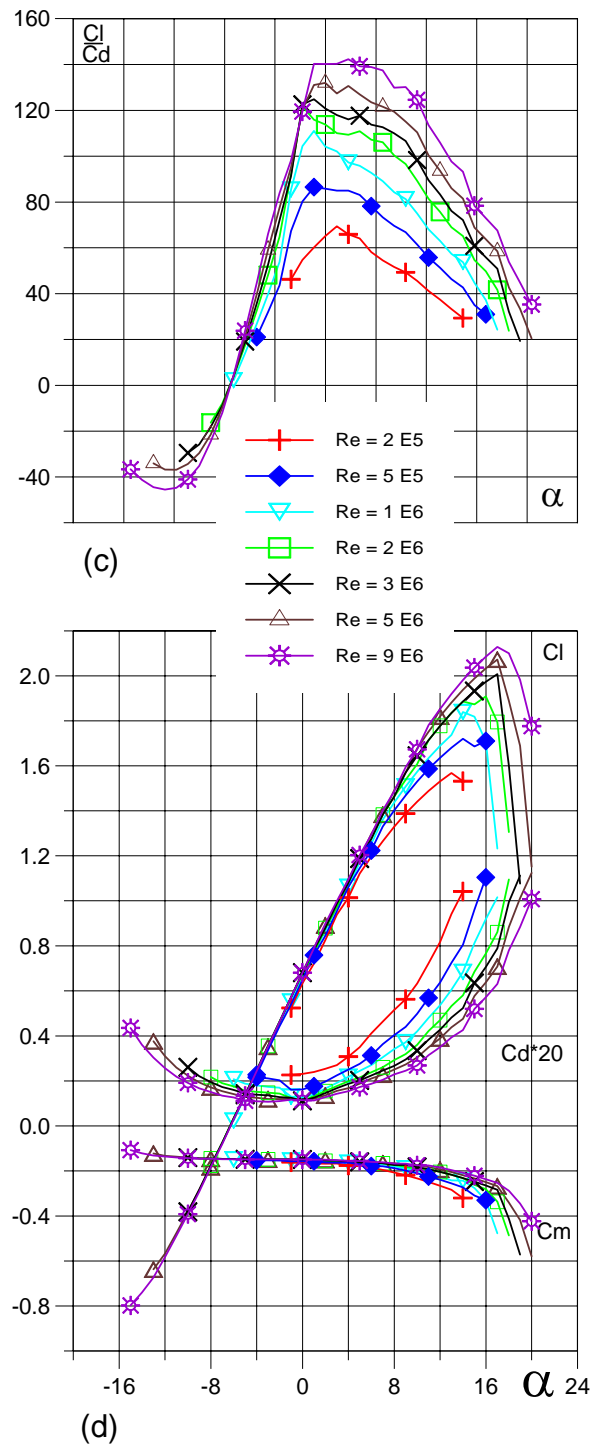 160
Cl
Cd
120
80
40
0
-40
α
(c)
Re = 2 E5
Re = 5 E5
Re = 1 E6
Re = 2 E6
Re = 3 E6
Re = 5 E6
Re = 9 E6
Cl
2.0
1.6
1.2
0.8
0.4
Cd*20
0.0
-0.4
Cm
-0.8
-16 -8 0 8 16 α 24
(d)